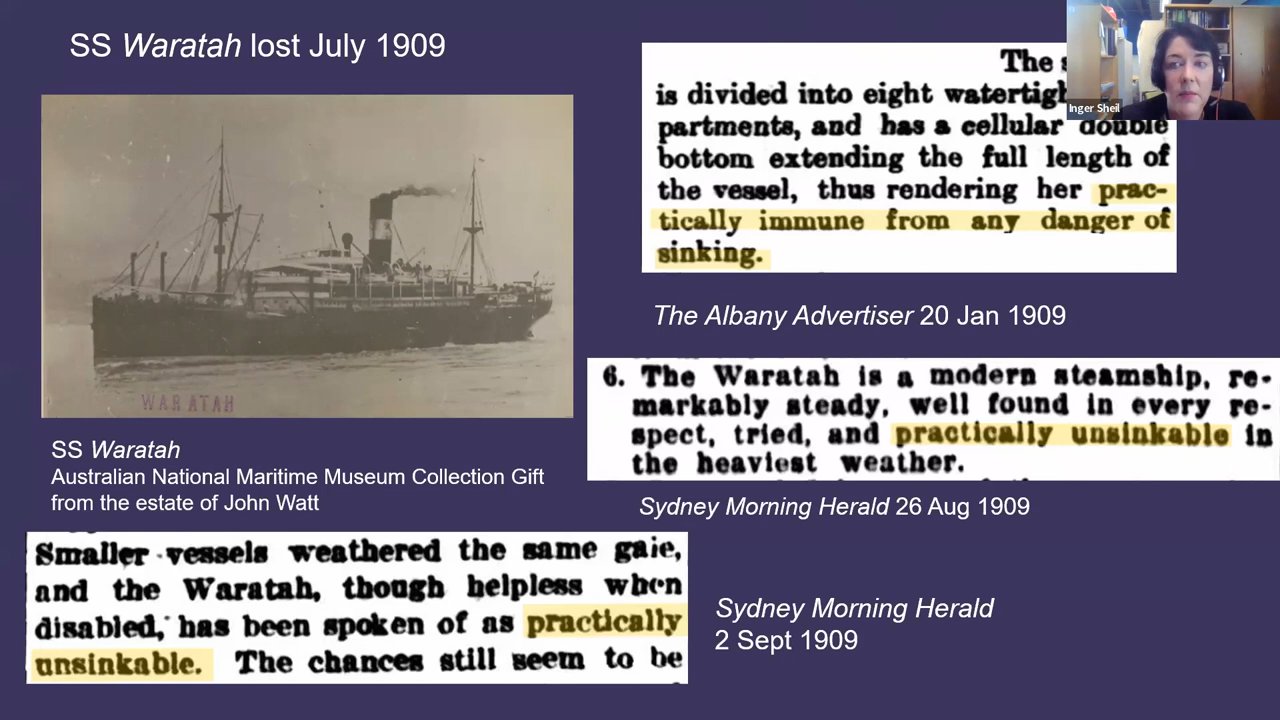 SS Waratah lost July 1909
WARATAH
SS Waratah
Australian National Maritime Museum Collection Gift
from the estate of John Watt
Smaller vessels weathered the same gale,
and the Waratah, though helpless when
disabled, has been spoken of as practically
unsinkable. The chances still seem to be
The
is divided into eight
partments, and has a cellular double
bottom extending the full length of
the vessel, thus rendering her prac-
tically immune from any danger of
sinking.
The Albany Advertiser 20 Jan 1909
6. The Waratah is a modern steamship, re-
markably steady, well found in every re-
spect, tried, and practically unsinkable in
the heaviest weather.
Sydney Morning Herald 26 Aug 1909
Sydney Morning Herald
2 Sept 1909
Inger Sheil